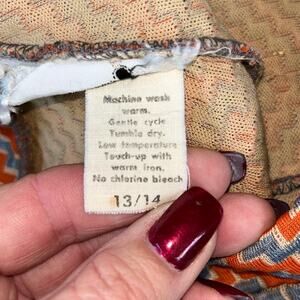 Machine wash
warm.
Gentle cycle
Tumble dry.
Low temperature
Touch-up with
warm iron.
No chlorine bleach
13/14